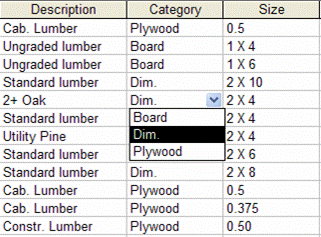 Description Category Size
Cab. Lumber Plywood 0.5
Ungraded lumber Board 1 X 4
Ungraded lumber Board 1 X 6
Standard lumber Dim. 2 X 10
2+ Oak Dim. 2 X 4
Standard lumber Board 2 X 4
Utility Pine Dim. 2 X 4
Standard lumber Plywood 2 X 6
Standard lumber Dim. 2 X 8
Cab. Lumber Plywood 0.5
Cab. Lumber Plywood 0.375
Constr. Lumber Plywood 0.50